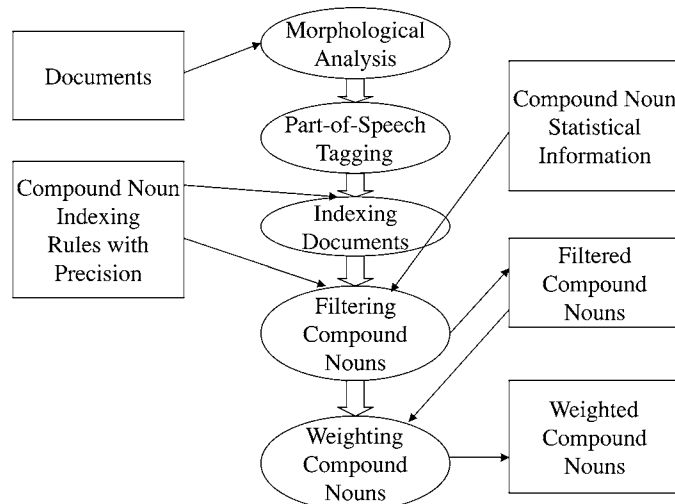 Morphological
Analysis
Documents
Part-of-Speech
Tagging
Compound Noun
Statistical
Information
Compound Noun
Indexing
Rules with
Precision
Indexing
Documents
Filtering
Compound
Nouns
Filtered
Compound
Nouns
Weighting
Compound
Nouns
Weighted
Compound
Nouns